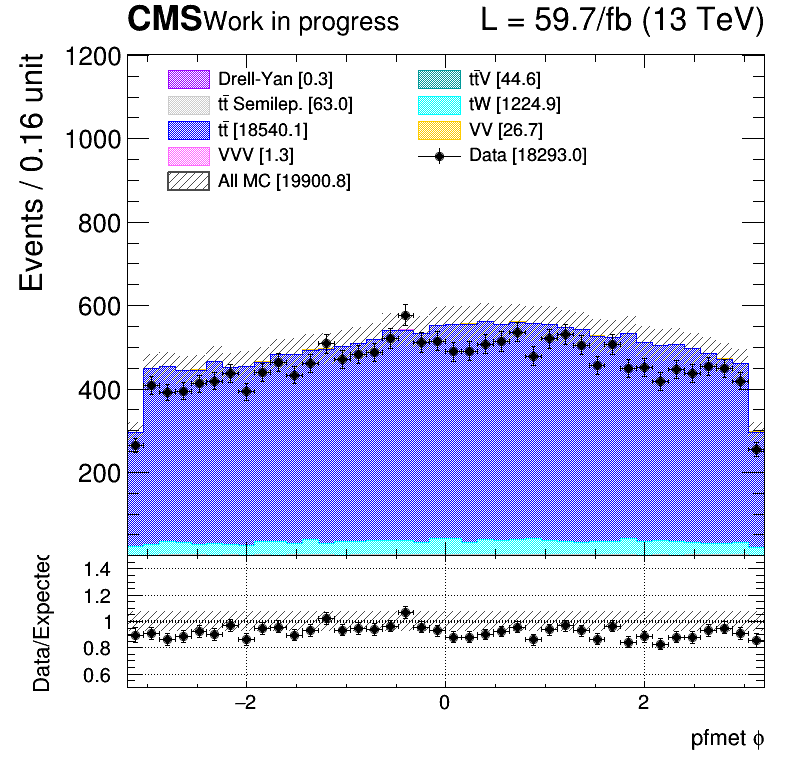 CMS Work in progress L = 59.7/fb (13 TeV)
Events / 0.16 unit
1200
1000
800
600
400
200
Drell-Yan [0.3]
tt̄ Semilep. [63.0]
tt̄ [18540.1]
VVV [1.3]
All MC [19900.8]
tt̄V [44.6]
tW [1224.9]
VV [26.7]
Data [18293.0]
Data/Expected
1.4
1.2
1
0.8
0.6
−2 0 2
pfmet ϕ